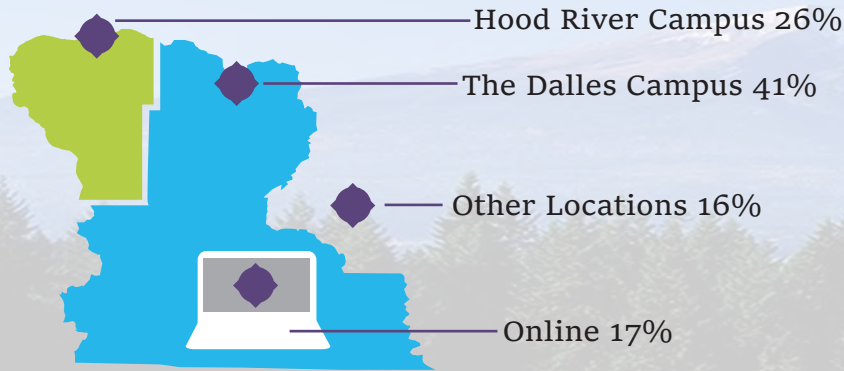 Hood River Campus 26%
The Dalles Campus 41%
Other Locations 16%
Online 17%